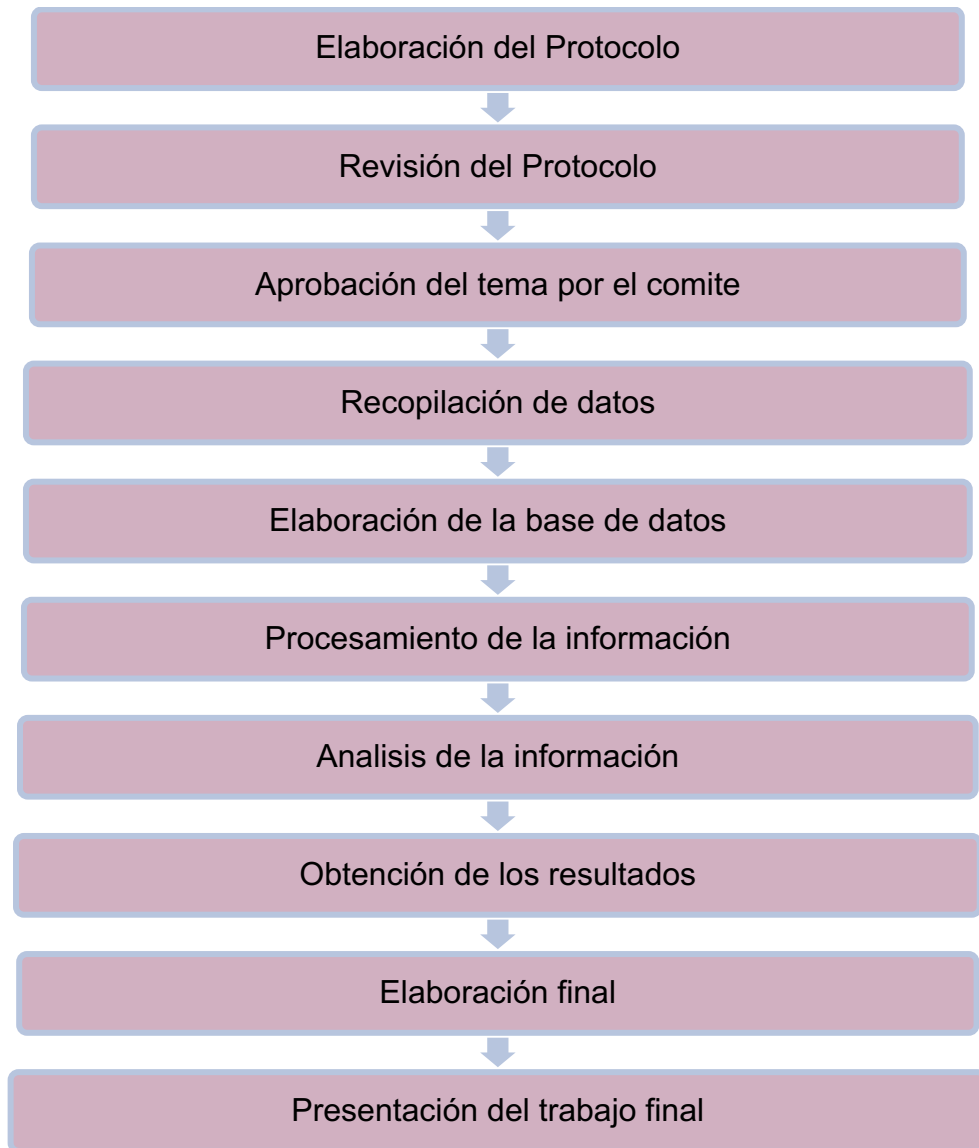 Elaboración del Protocolo
Revisión del Protocolo
Aprobación del tema por el comite
Recopilación de datos
Elaboración de la base de datos
Procesamiento de la información
Analisis de la información
Obtención de los resultados
Elaboración final
Presentación del trabajo final